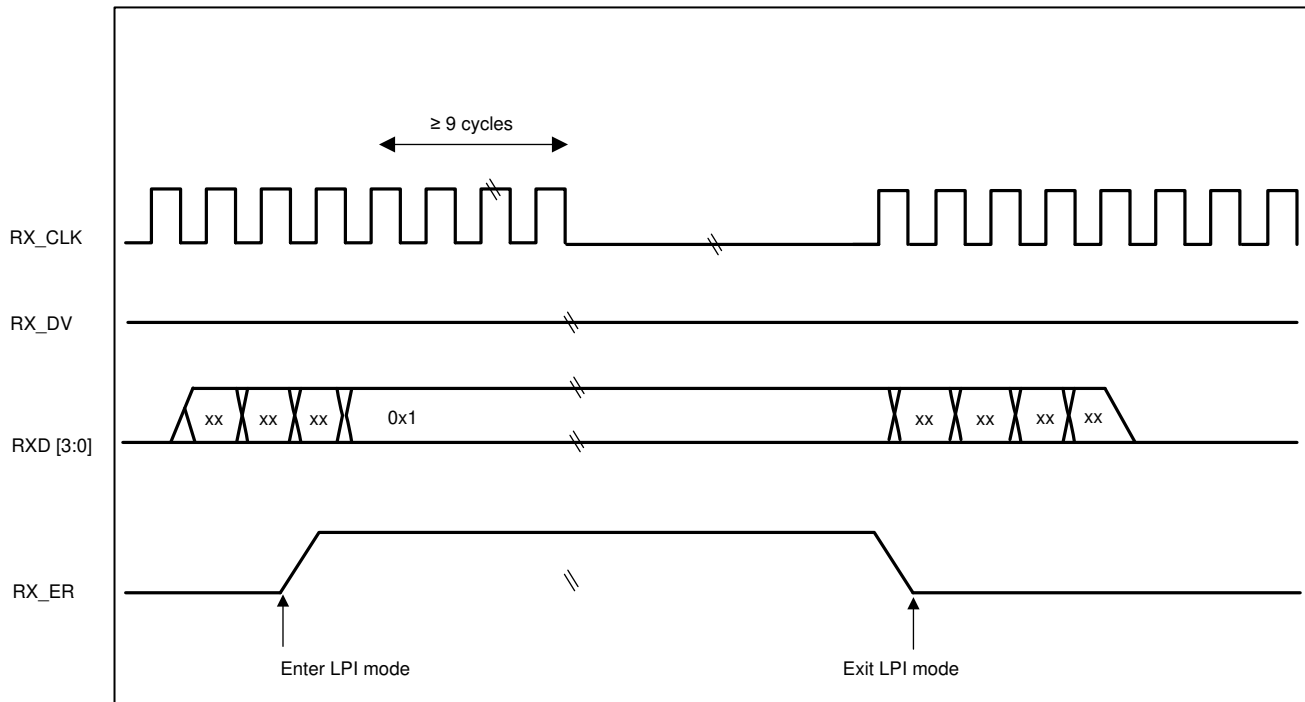 ≥ 9 cycles
RX_CLK
RX_DV
xx xx xx 0x1 xx xx xx xx
RXD [3:0]
RX_ER
Enter LPI mode Exit LPI mode